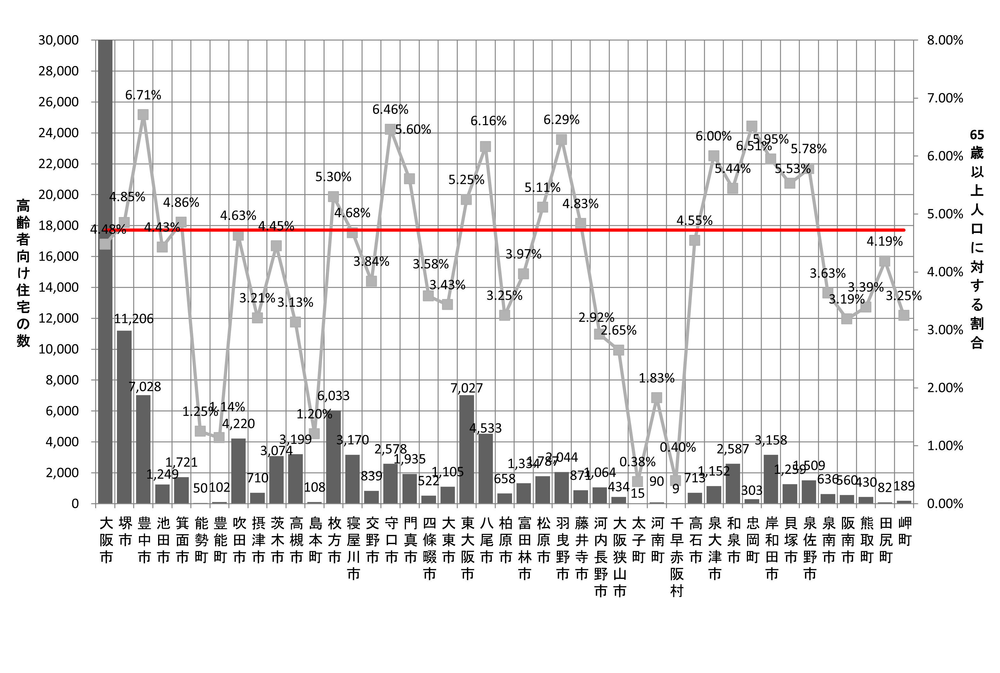 30,000
28,000
26,000
24,000
22,000
20,000
18,000
16,000
14,000
12,000
10,000
8,000
6,000
4,000
2,000
0
高齢者向け住宅の数
8.00%
7.00%
6.00%
5.00%
4.00%
3.00%
2.00%
1.00%
0.00%
65歳以上人口に対する割合
4.48%
4.85%
6.71%
4.43%
4.86%
1.25%
1.14%
4.63%
3.21%
4.45%
3.13%
1.20%
5.30%
4.68%
3.84%
6.46%
5.60%
3.58%
3.43%
5.25%
6.16%
3.25%
3.97%
5.11%
6.29%
4.83%
2.92%
2.65%
0.38%
1.83%
0.40%
4.55%
6.00%
5.44%
6.51%
5.95%
5.53%
5.78%
3.63%
3.19%
3.39%
4.19%
3.25%
11,206
7,028
1,249
1,721
50
102
4,220
710
3,074
3,199
108
6,033
3,170
839
2,578
1,935
522
1,105
7,027
4,533
658
1,334
1,787
2,044
871
1,064
434
15
90
9
713
1,152
2,587
303
3,158
1,259
1,509
636
560
430
82
189
大阪市
堺市
豊中市
池田市
箕面市
能勢町
豊能町
吹田市
摂津市
茨木市
高槻市
島本町
枚方市
寝屋川市
交野市
守口市
門真市
四條畷市
大東市
東大阪市
八尾市
柏原市
富田林市
松原市
羽曳野市
藤井寺市
河内長野市
大阪狭山市
太子町
河南町
千早赤阪村
高石市
泉大津市
和泉市
忠岡町
岸和田市
貝塚市
泉佐野市
泉南市
阪南市
熊取町
田尻町
岬町